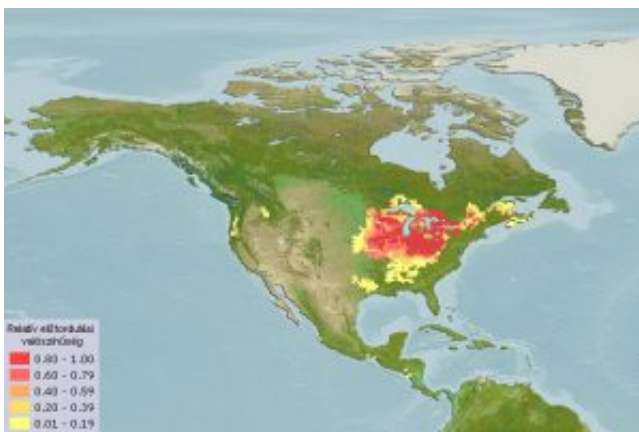 Relatív előfordulási
valószínűség
0.80 - 1.00
0.60 - 0.79
0.40 - 0.59
0.20 - 0.39
0.01 - 0.19